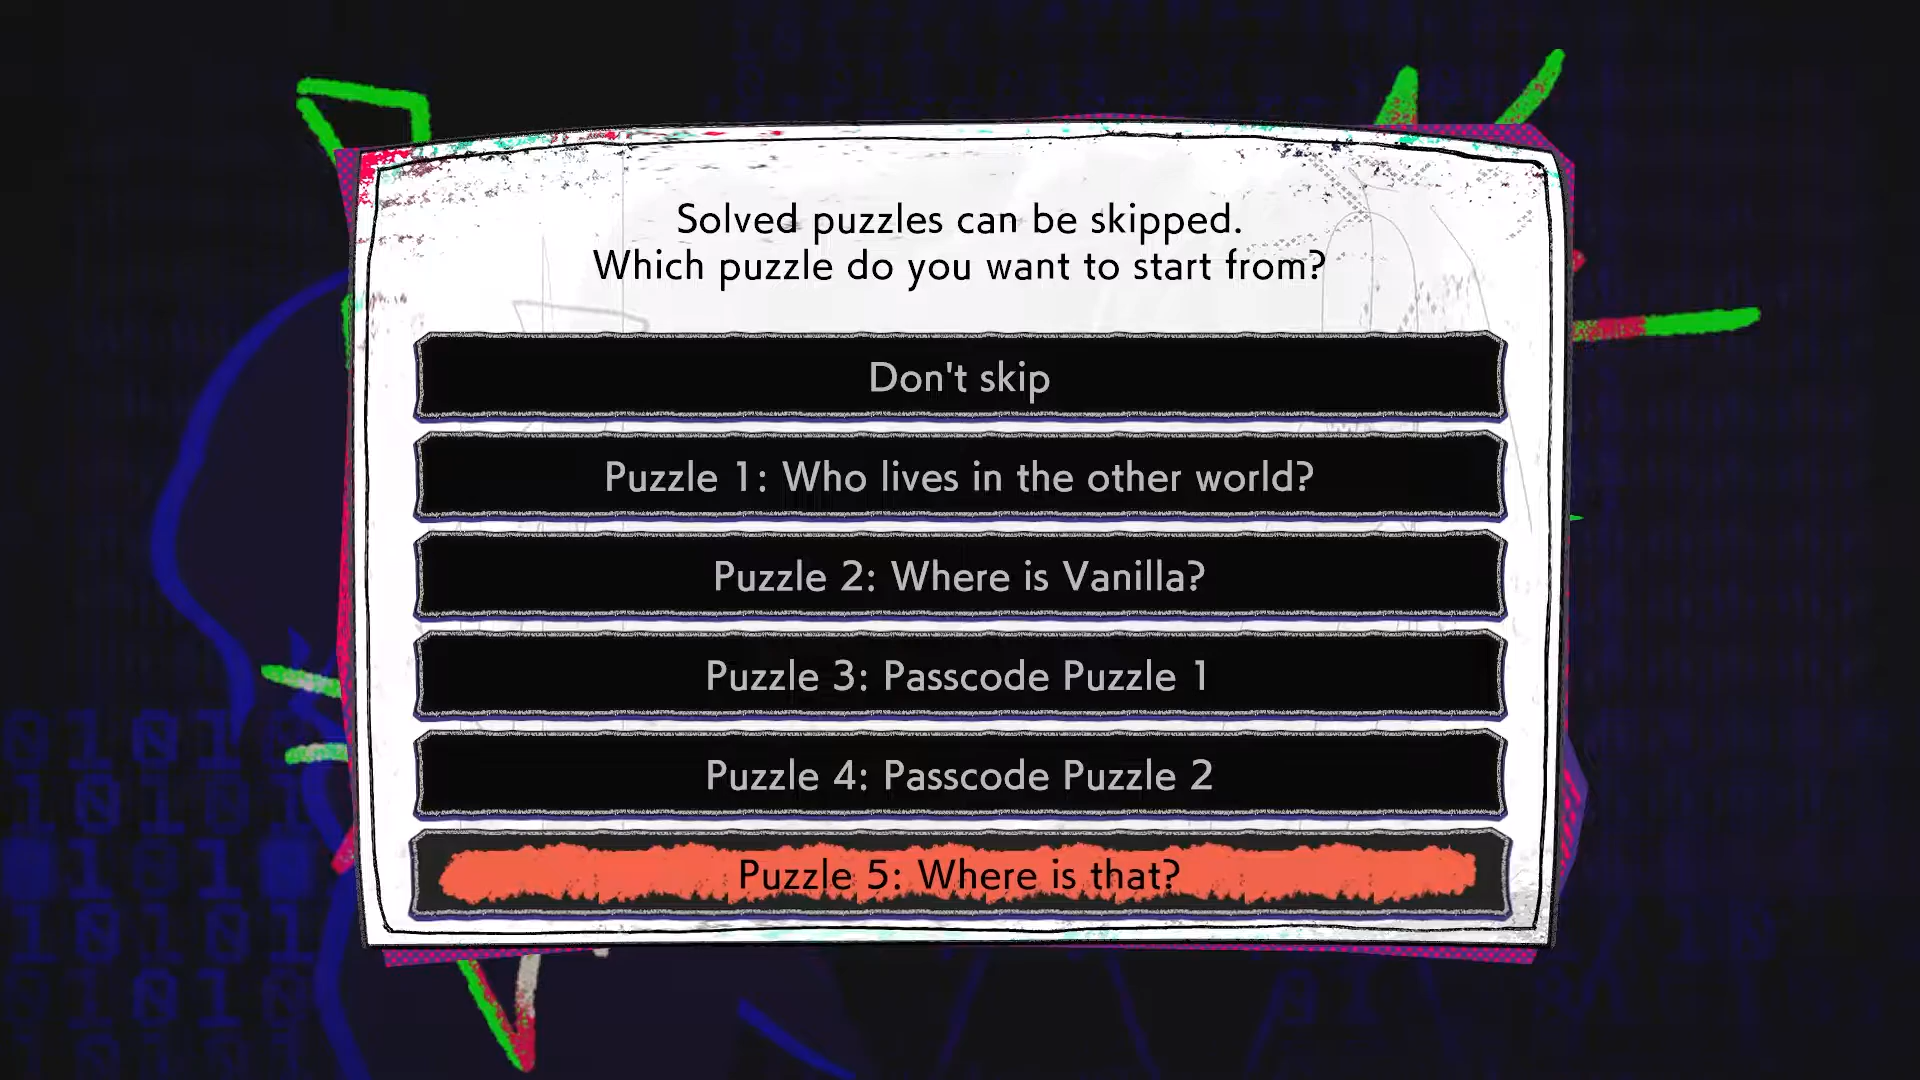 Solved puzzles can be skipped.
Which puzzle do you want to start from?
Don't skip
Puzzle 1: Who lives in the other world?
Puzzle 2: Where is Vanilla?
Puzzle 3: Passcode Puzzle 1
Puzzle 4: Passcode Puzzle 2
Puzzle 5: Where is that?